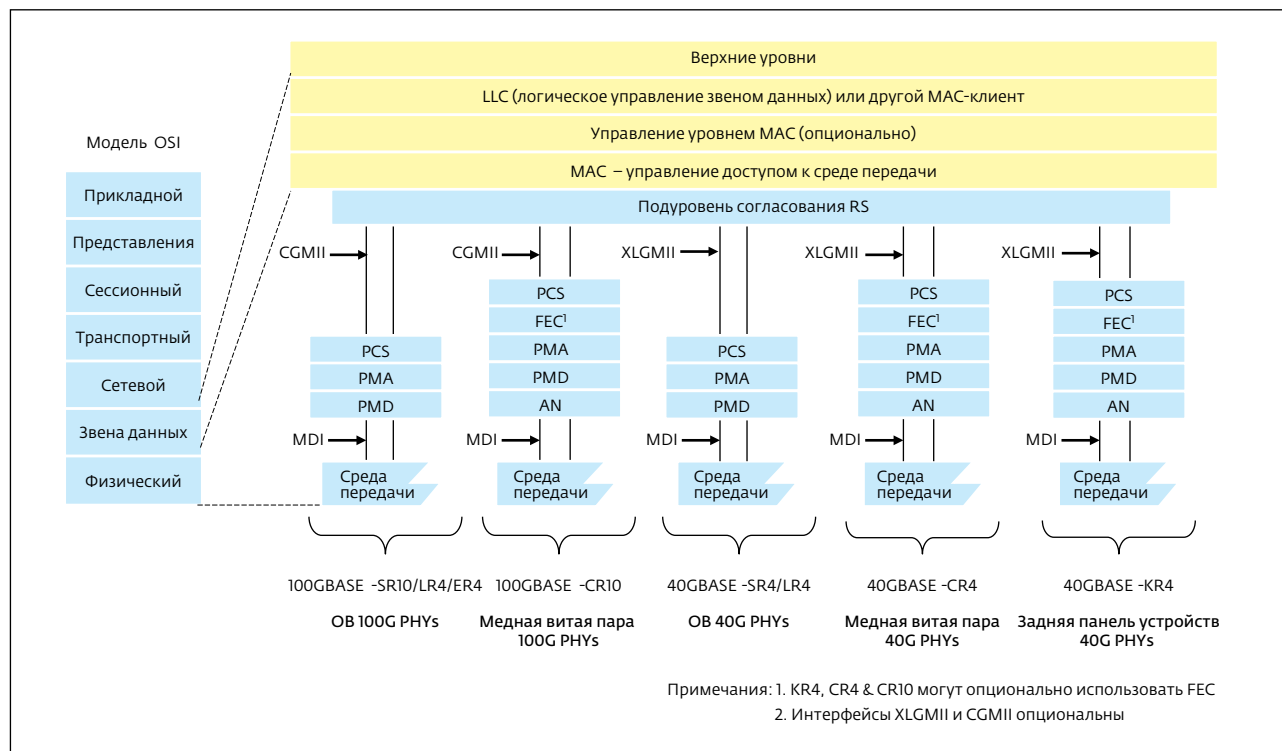 Верхние уровни
LLC (логическое управление звеном данных) или другой MAC-клиент
Управление уровнем MAC (опционально)
MAC – управление доступом к среде передачи
Подуровень согласования RS
Модель OSI
Прикладной
Представления
Сессионный
Транспортный
Сетевой
Звена данных
Физический
CGMII
PCS
PMA
PMD
MDI
Среда
передачи
100GBASE -SR10/LR4/ER4
ОВ 100G PHYs
CGMII
PCS
FEC¹
PMA
PMD
AN
MDI
Среда
передачи
100GBASE -CR10
Медная витая пара
100G PHYs
XLGMII
PCS
PMA
PMD
MDI
Среда
передачи
40GBASE -SR4/LR4
ОВ 40G PHYs
XLGMII
PCS
FEC¹
PMA
PMD
AN
MDI
Среда
передачи
40GBASE -CR4
Медная витая пара
40G PHYs
XLGMII
PCS
FEC¹
PMA
PMD
AN
MDI
Среда
передачи
40GBASE -KR4
Задняя панель устройств
40G PHYs
Примечания: 1. KR4, CR4 & CR10 могут опционально использовать FEC
2. Интерфейсы XLGMII и CGMII опциональны